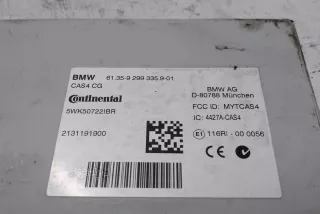 BMW 61.35-9 299 335.9-01
CAS4 CG
Continental
5WK50722IBR
2131191900
BMW AG
D-80788 München
FCC ID: MYTCAS4
IC: 4427A-CAS4
E1 116RI - 00 0056